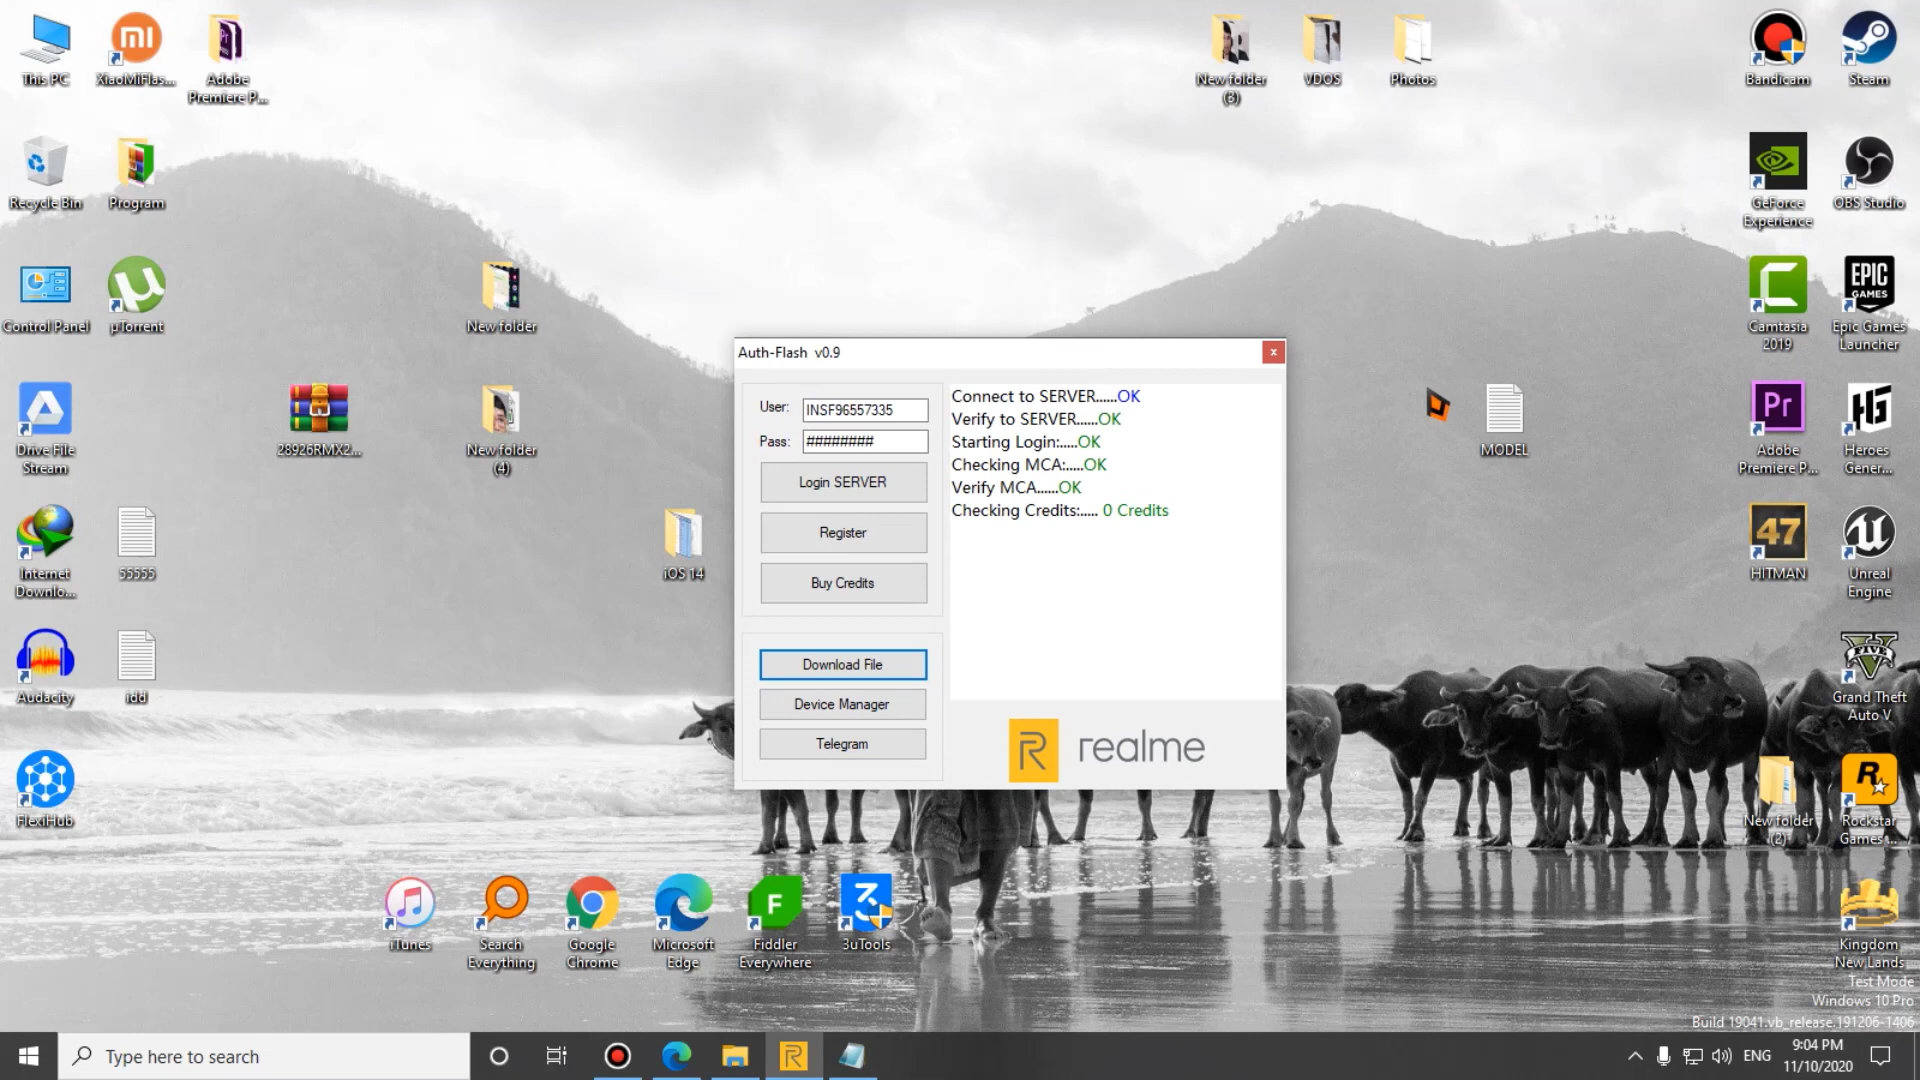 This PC
XiaoMiFlas...
Adobe
Premiere P...
New folder
(3)
VDOS
Photos
Bandicam
Steam
Recycle Bin
Program
GeForce
Experience
OBS Studio
Control Panel
µTorrent
New folder
Camtasia
2019
EPIC
GAMES
Epic Games
Launcher
Auth-Flash v0.9
x
User:
INSF96557335
Pass:
########
Login SERVER
Register
Buy Credits
Download File
Device Manager
Telegram
Connect to SERVER......OK
Verify to SERVER......OK
Starting Login:.....OK
Checking MCA:.....OK
Verify MCA......OK
Checking Credits:..... 0 Credits
R realme
Drive File
Stream
28926RMX2...
New folder
(4)
MODEL
Pr
Adobe
Premiere P...
Heroes
Gener...
Internet
Downlo...
55555
iOS 14
47
HITMAN
Unreal
Engine
Audacity
idd
FIVE
Grand Theft
Auto V
FlexiHub
New folder
(2)
Rockstar
Games ...
iTunes
Search
Everything
Google
Chrome
Microsoft
Edge
F
Fiddler
Everywhere
3uTools
Kingdom
New Lands
Test Mode
Windows 10 Pro
Build 19041.vb_release.191206-1406
Type here to search
ENG
9:04 PM
11/10/2020